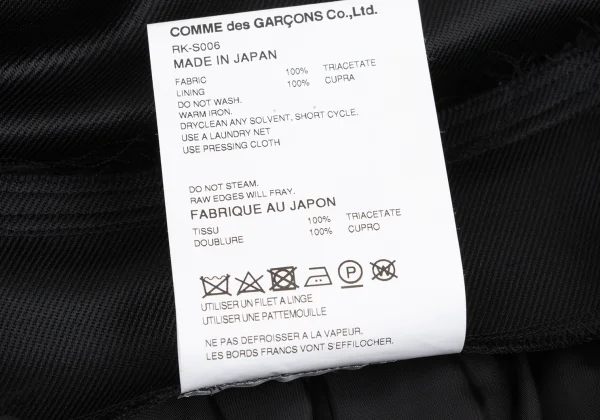 COMME des GARÇONS Co.,Ltd.
RK-S006
MADE IN JAPAN
FABRIC 100% TRIACETATE
LINING 100% CUPRA
DO NOT WASH.
WARM IRON.
DRYCLEAN ANY SOLVENT, SHORT CYCLE.
USE A LAUNDRY NET
USE PRESSING CLOTH
DO NOT STEAM.
RAW EDGES WILL FRAY.
FABRIQUE AU JAPON
TISSU 100% TRIACETATE
DOUBLURE 100% CUPRO
P W
UTILISER UN FILET A LINGE
UTILISER UNE PATTEMOUILLE
NE PAS DEFROISSER A LA VAPEUR.
LES BORDS FRANCS VONT S'EFFILOCHER.